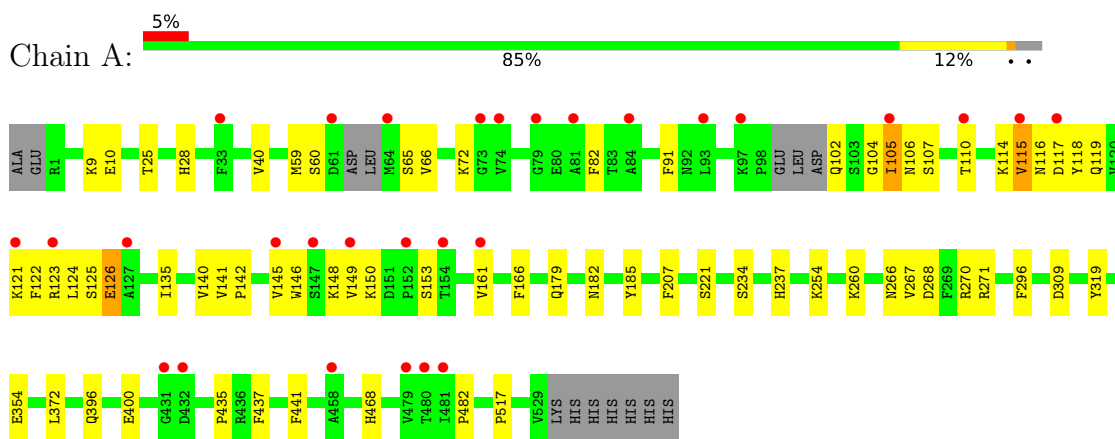 5%
Chain A:
85% 12% • •
ALA GLU R1 K9 E10 T25 H28 F33 V40 M59 S60 D61 ASP LEU M64 S65 V66 K72 G73 V74 G79 E80 A81 F82 T83 A84 F91 N92 L93 K97 P98 GLU LEU ASP Q102 S103 G104 I105 N106 S107 T110 K114 V115 N116 D117 Y118 Q119 V120
K121 F122 R123 L124 S125 E126 A127 I135 V140 V141 P142 V145 W146 S147 K148 V149 K150 D151 P152 S153 T154 V161 F166 Q179 N182 Y185 F207 S221 S234 H237 K254 K260 N266 V267 D268 F269 R270 R271 F296 D309 Y319
E354 L372 Q396 E400 G431 D432 P435 R436 F437 F441 A458 H468 V479 T480 I481 P482 P517 V529 LYS HIS HIS HIS HIS HIS HIS